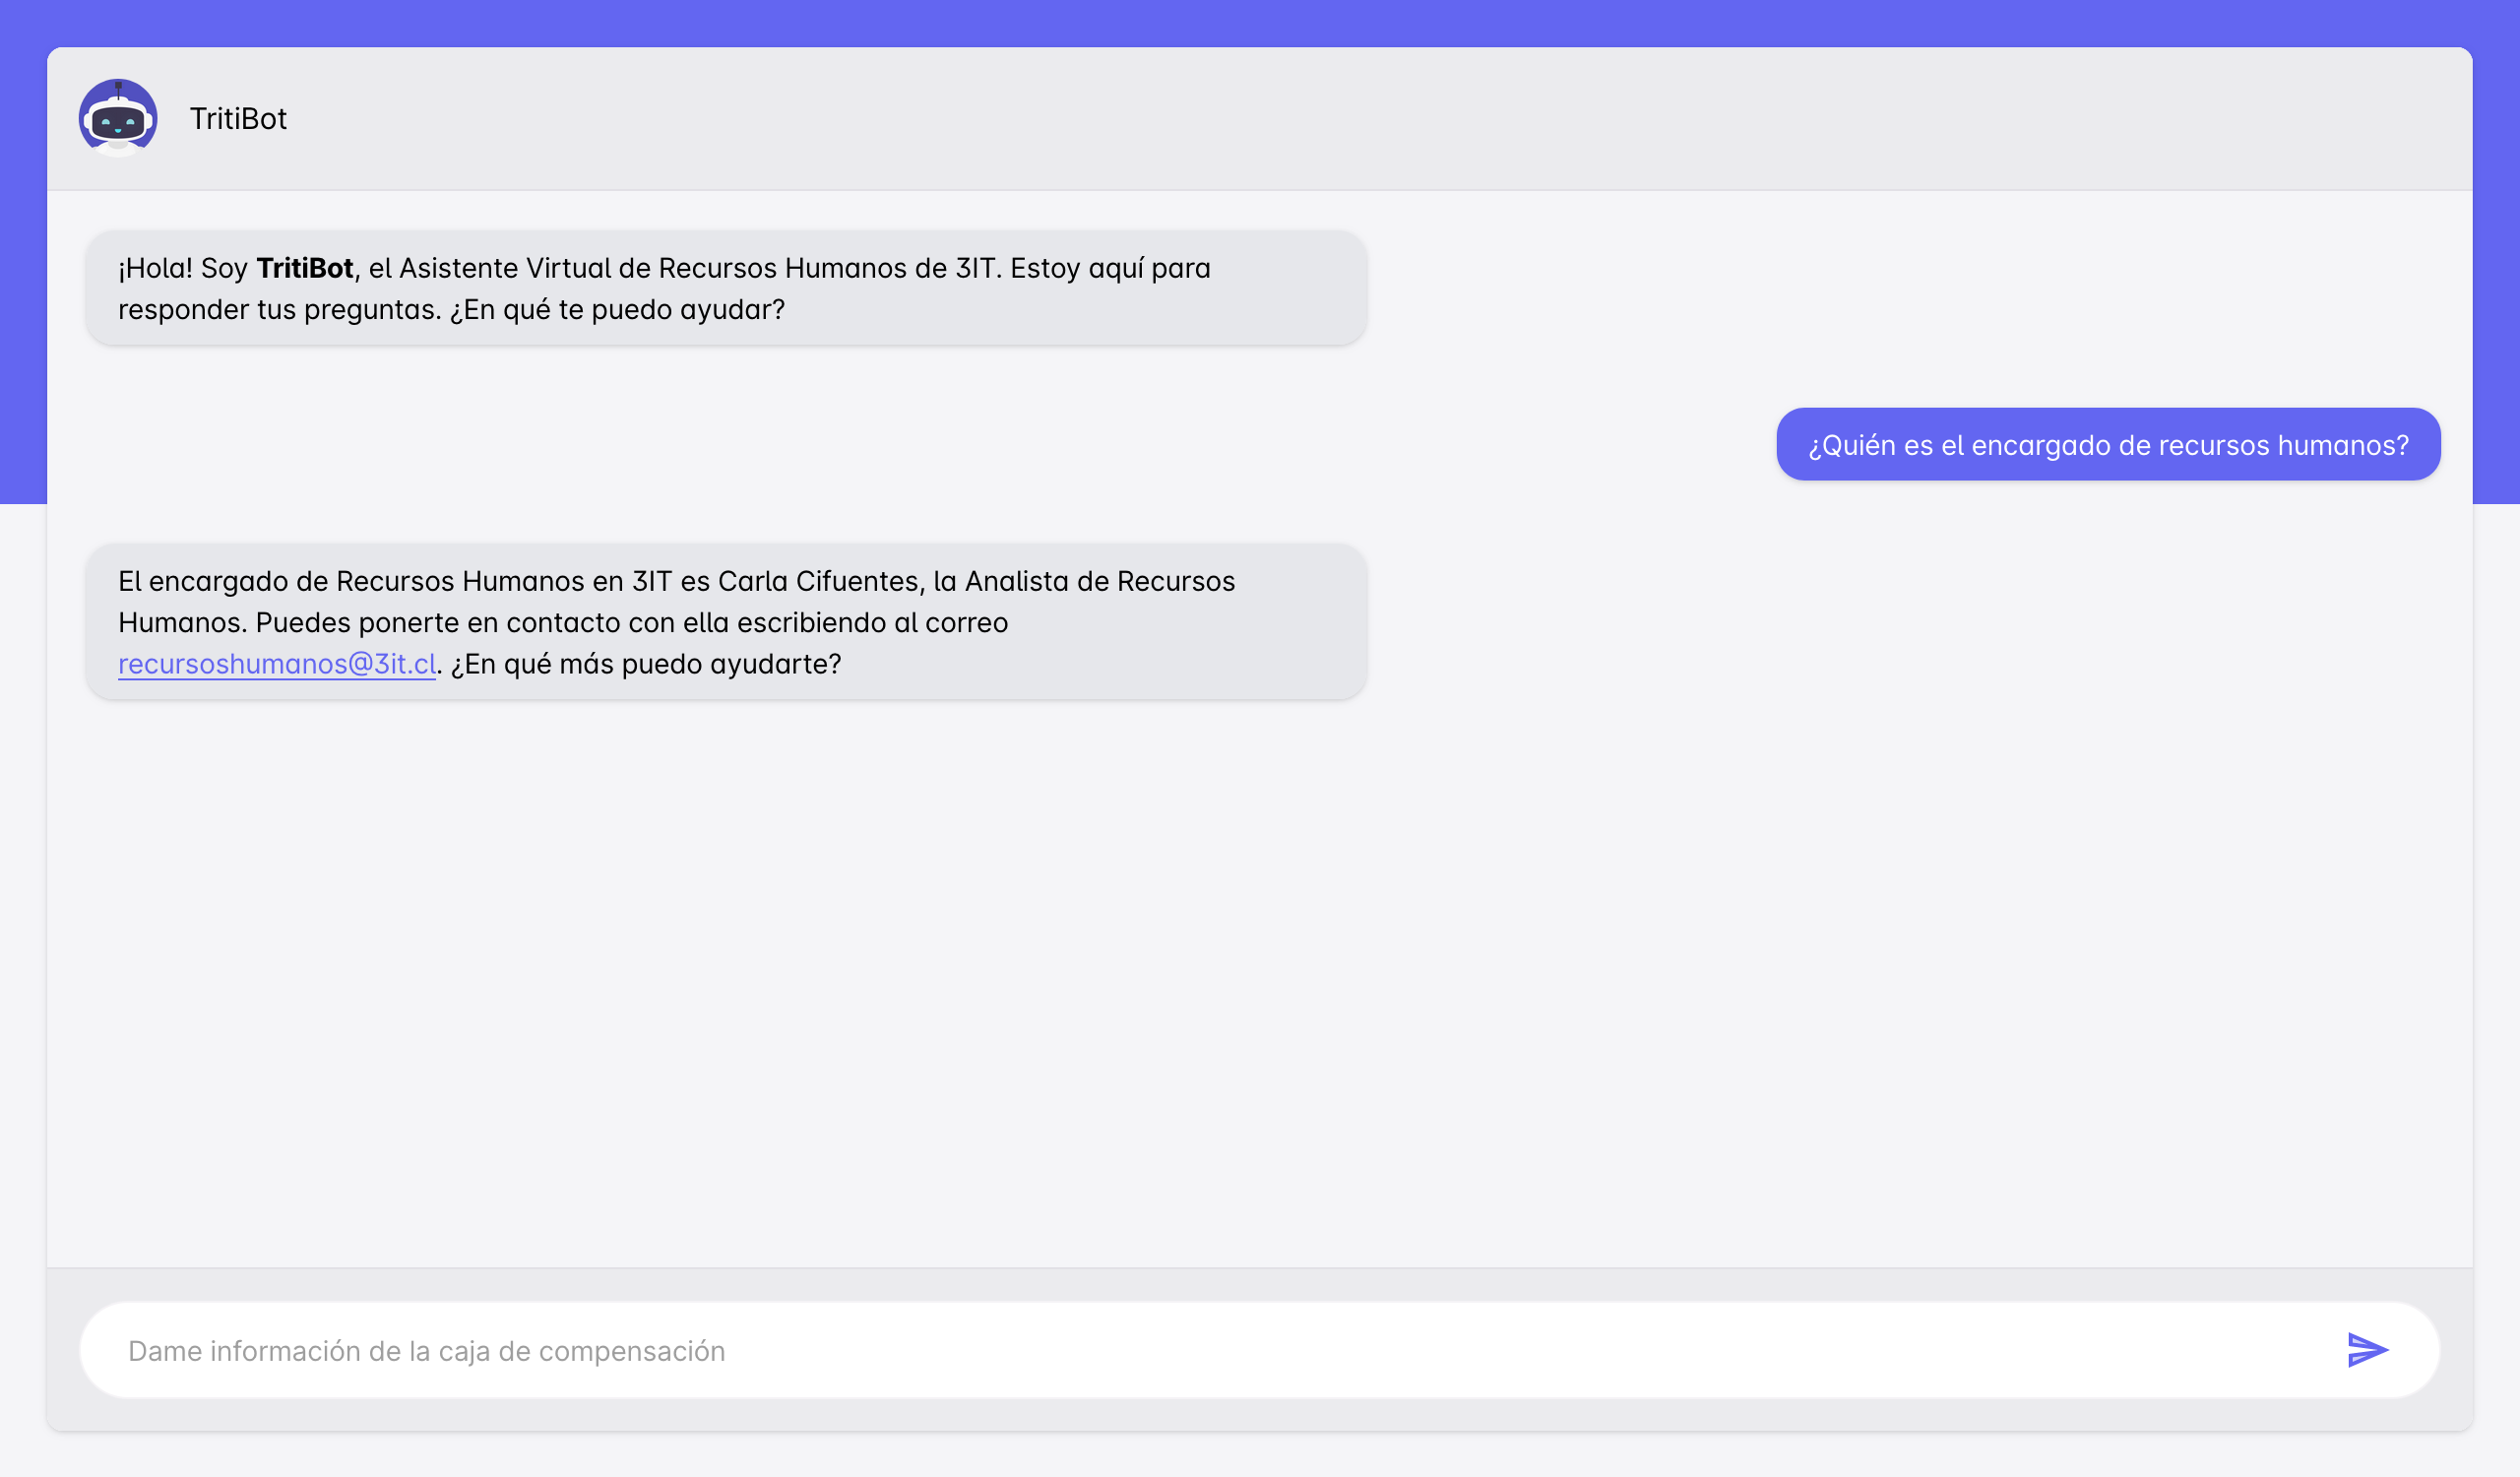 TritiBot
¡Hola! Soy TritiBot, el Asistente Virtual de Recursos Humanos de 3IT. Estoy aquí para
responder tus preguntas. ¿En qué te puedo ayudar?
¿Quién es el encargado de recursos humanos?
El encargado de Recursos Humanos en 3IT es Carla Cifuentes, la Analista de Recursos
Humanos. Puedes ponerte en contacto con ella escribiendo al correo
recursoshumanos@3it.cl. ¿En qué más puedo ayudarte?
Dame información de la caja de compensación